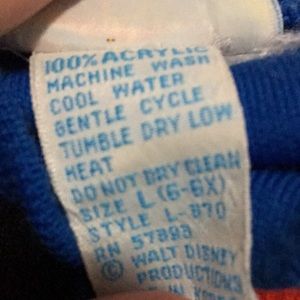 100% ACRYLIC
MACHINE WASH
COOL WATER
GENTLE CYCLE
TUMBLE DRY LOW
HEAT
DO NOT DRY CLEAN
SIZE L (6-6X)
STYLE L-870
RN 57893
© WALT DISNEY
PRODUCTIONS